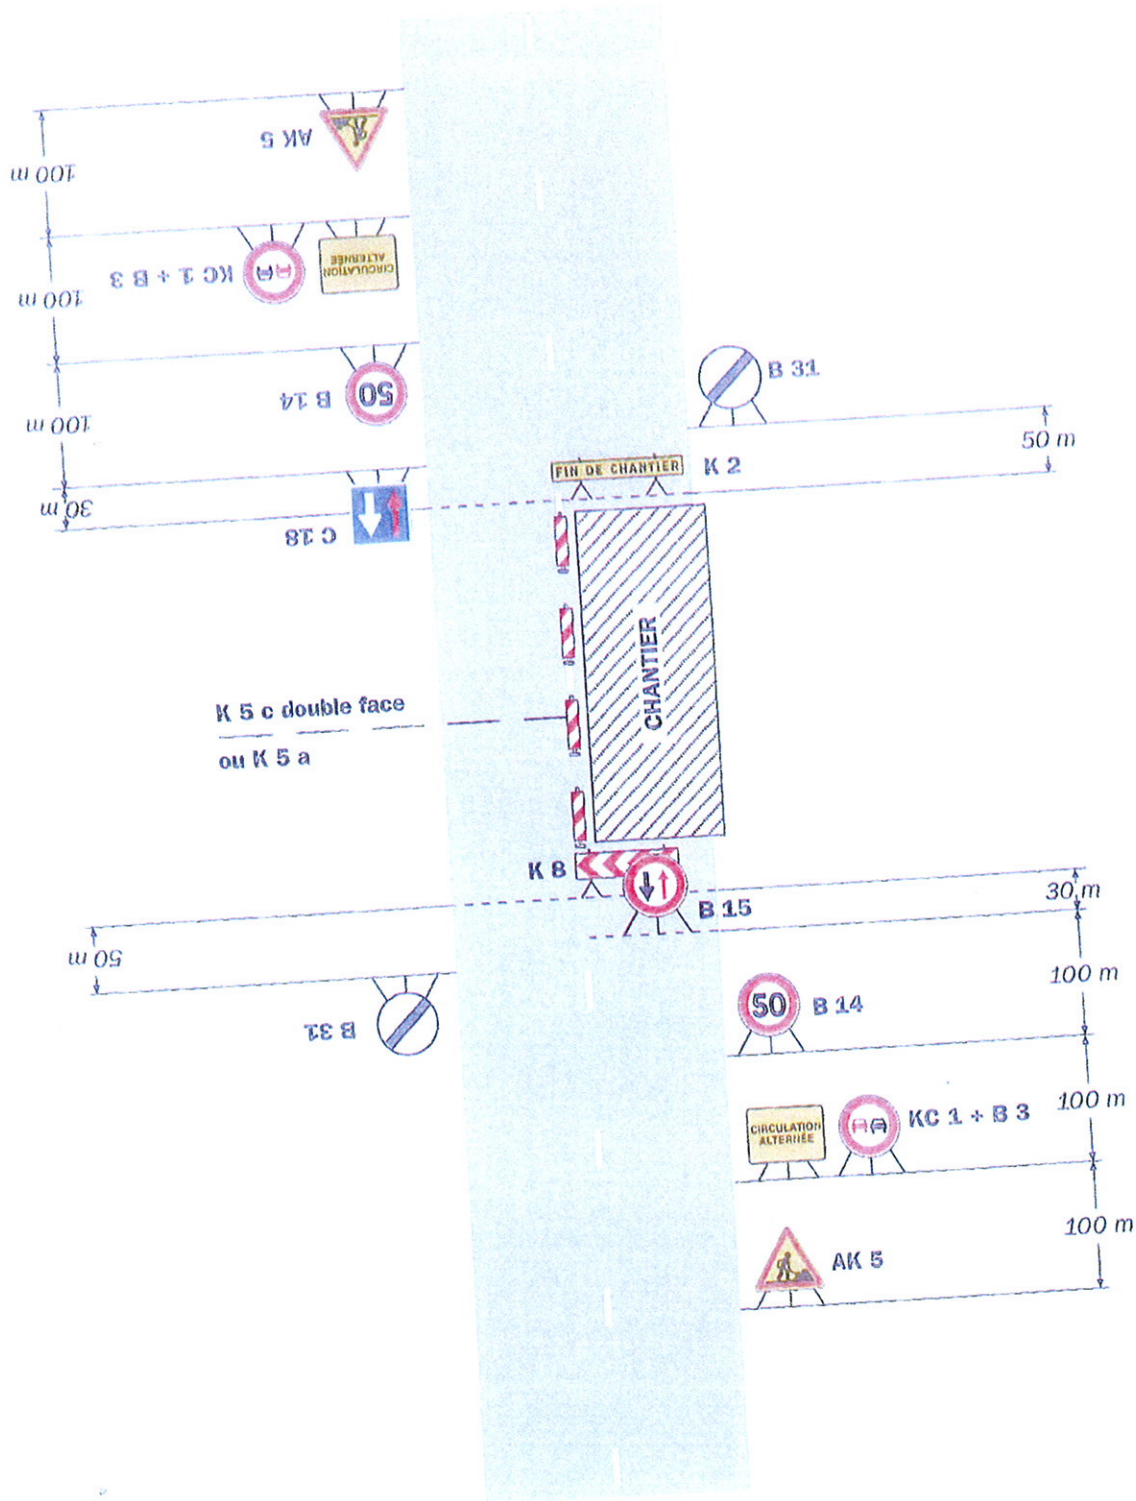 AK 5
100 m
CIRCULATION
ALTERNÉE
KC 1 + B 3
100 m
50
B 14
100 m
B 31
50 m
FIN DE CHANTIER
K 2
30 m
C 18
CHANTIER
K 5 c double face
ou K 5 a
K 8
B 15
30 m
50 m
B 31
100 m
50
B 14
CIRCULATION
ALTERNÉE
KC 1 + B 3
100 m
100 m
AK 5